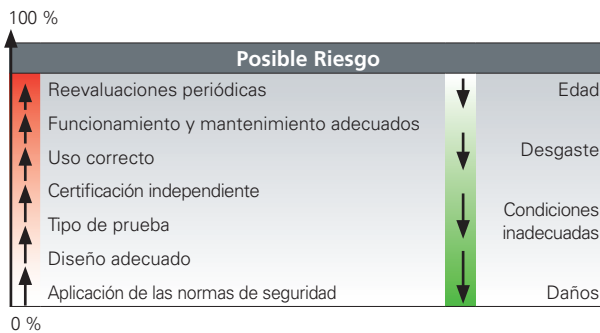 100 %
Posible Riesgo
Reevaluaciones periódicas
Funcionamiento y mantenimiento adecuados
Uso correcto
Certificación independiente
Tipo de prueba
Diseño adecuado
Aplicación de las normas de seguridad
Edad
Desgaste
Condiciones
inadecuadas
Daños
0 %